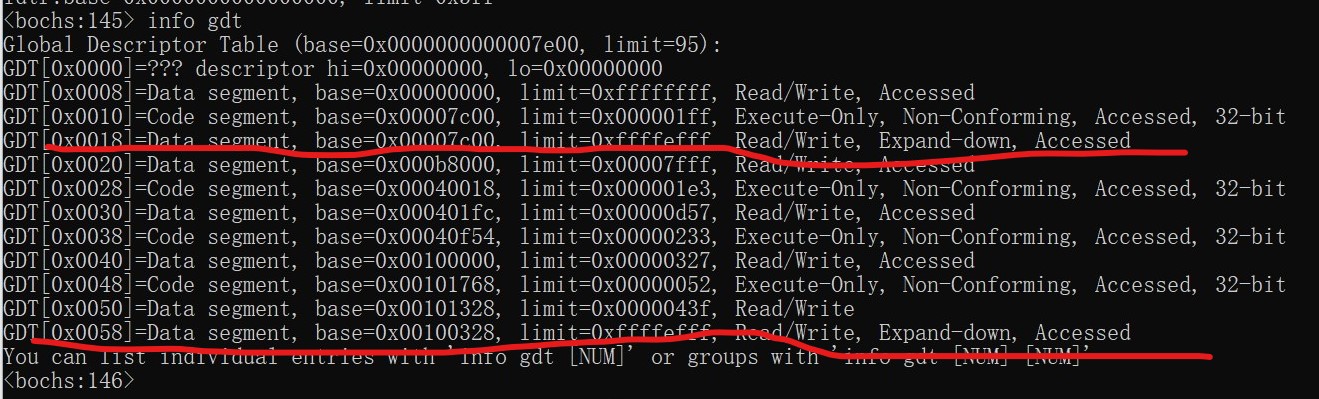 <bochs:145> info gdt
Global Descriptor Table (base=0x0000000000007e00, limit=95):
GDT[0x0000]=??? descriptor hi=0x00000000, lo=0x00000000
GDT[0x0008]=Data segment, base=0x00000000, limit=0xffffffff, Read/Write, Accessed
GDT[0x0010]=Code segment, base=0x00007c00, limit=0x000001ff, Execute-Only, Non-Conforming, Accessed, 32-bit
GDT[0x0018]=Data segment, base=0x00007c00, limit=0xffffefff, Read/Write, Expand-down, Accessed
GDT[0x0020]=Data segment, base=0x000b8000, limit=0x00007fff, Read/Write, Accessed
GDT[0x0028]=Code segment, base=0x00040018, limit=0x000001e3, Execute-Only, Non-Conforming, Accessed, 32-bit
GDT[0x0030]=Data segment, base=0x000401fc, limit=0x00000d57, Read/Write, Accessed
GDT[0x0038]=Code segment, base=0x00040f54, limit=0x00000233, Execute-Only, Non-Conforming, Accessed, 32-bit
GDT[0x0040]=Data segment, base=0x00100000, limit=0x00000327, Read/Write, Accessed
GDT[0x0048]=Code segment, base=0x00101768, limit=0x00000052, Execute-Only, Non-Conforming, Accessed, 32-bit
GDT[0x0050]=Data segment, base=0x00101328, limit=0x0000043f, Read/Write
GDT[0x0058]=Data segment, base=0x00100328, limit=0xffffefff, Read/Write, Expand-down, Accessed
You can list individual entries with 'info gdt [NUM]' or groups with 'info gdt [NUM] [NUM]'
<bochs:146>